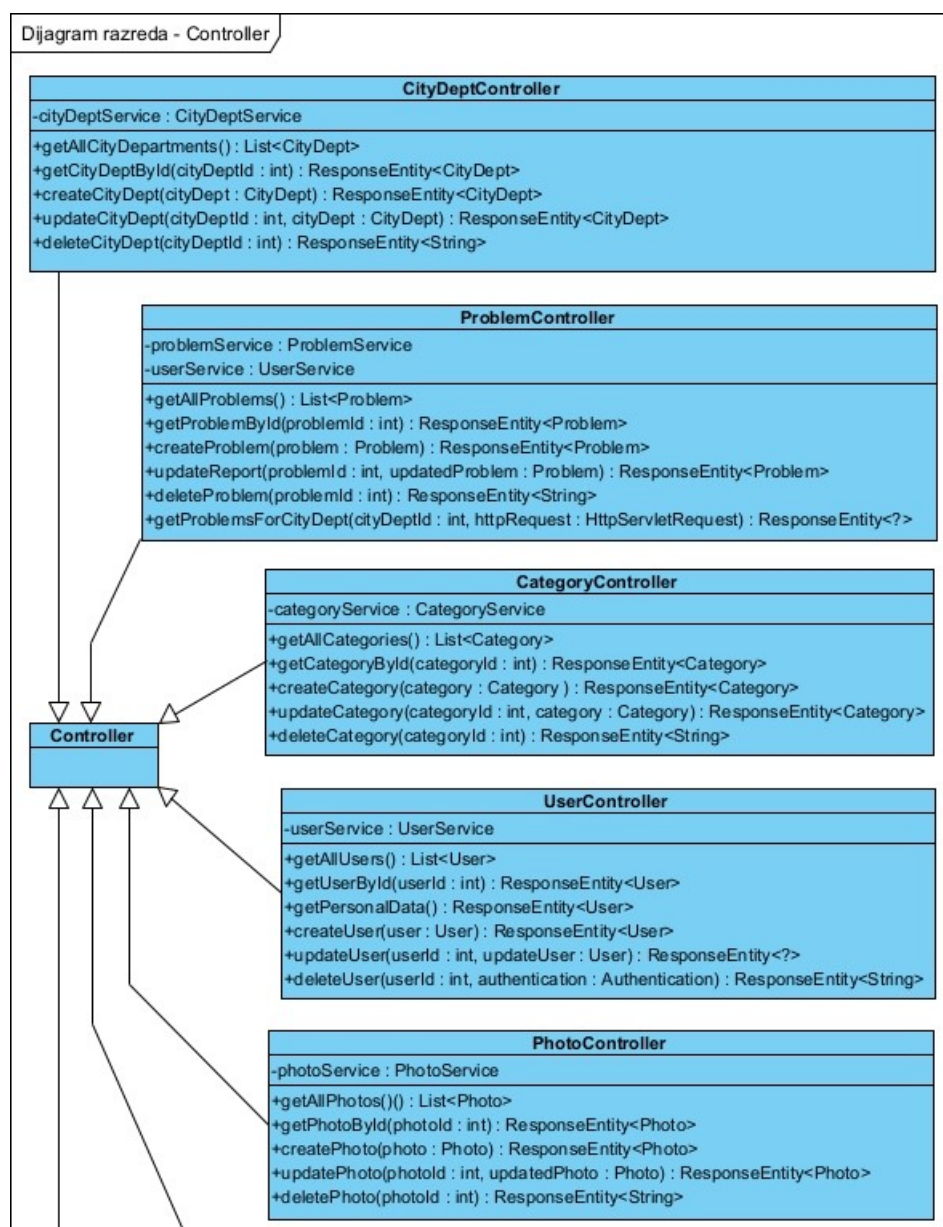 Dijagram razreda - Controller
CityDeptController
-cityDeptService : CityDeptService
+getAllCityDepartments() : List<CityDept>
+getCityDeptById(cityDeptId : int) : ResponseEntity<CityDept>
+createCityDept(cityDept : CityDept) : ResponseEntity<CityDept>
+updateCityDept(cityDeptId : int, cityDept : CityDept) : ResponseEntity<CityDept>
+deleteCityDept(cityDeptId : int) : ResponseEntity<String>
ProblemController
-problemService : ProblemService
-userService : UserService
+getAllProblems() : List<Problem>
+getProblemById(problemId : int) : ResponseEntity<Problem>
+createProblem(problem : Problem) : ResponseEntity<Problem>
+updateReport(problemId : int, updatedProblem : Problem) : ResponseEntity<Problem>
+deleteProblem(problemId : int) : ResponseEntity<String>
+getProblemsForCityDept(cityDeptId : int, httpRequest : HttpServletRequest) : ResponseEntity<?>
CategoryController
-categoryService : CategoryService
+getAllCategories() : List<Category>
+getCategoryById(categoryId : int) : ResponseEntity<Category>
+createCategory(category : Category ) : ResponseEntity<Category>
+updateCategory(categoryId : int, category : Category) : ResponseEntity<Category>
+deleteCategory(categoryId : int) : ResponseEntity<String>
Controller
UserController
-userService : UserService
+getAllUsers() : List<User>
+getUserById(userId : int) : ResponseEntity<User>
+getPersonalData() : ResponseEntity<User>
+createUser(user : User) : ResponseEntity<User>
+updateUser(userId : int, updateUser : User) : ResponseEntity<?>
+deleteUser(userId : int, authentication : Authentication) : ResponseEntity<String>
PhotoController
-photoService : PhotoService
+getAllPhotos()() : List<Photo>
+getPhotoById(photoId : int) : ResponseEntity<Photo>
+createPhoto(photo : Photo) : ResponseEntity<Photo>
+updatePhoto(photoId : int, updatedPhoto : Photo) : ResponseEntity<Photo>
+deletePhoto(photoId : int) : ResponseEntity<String>